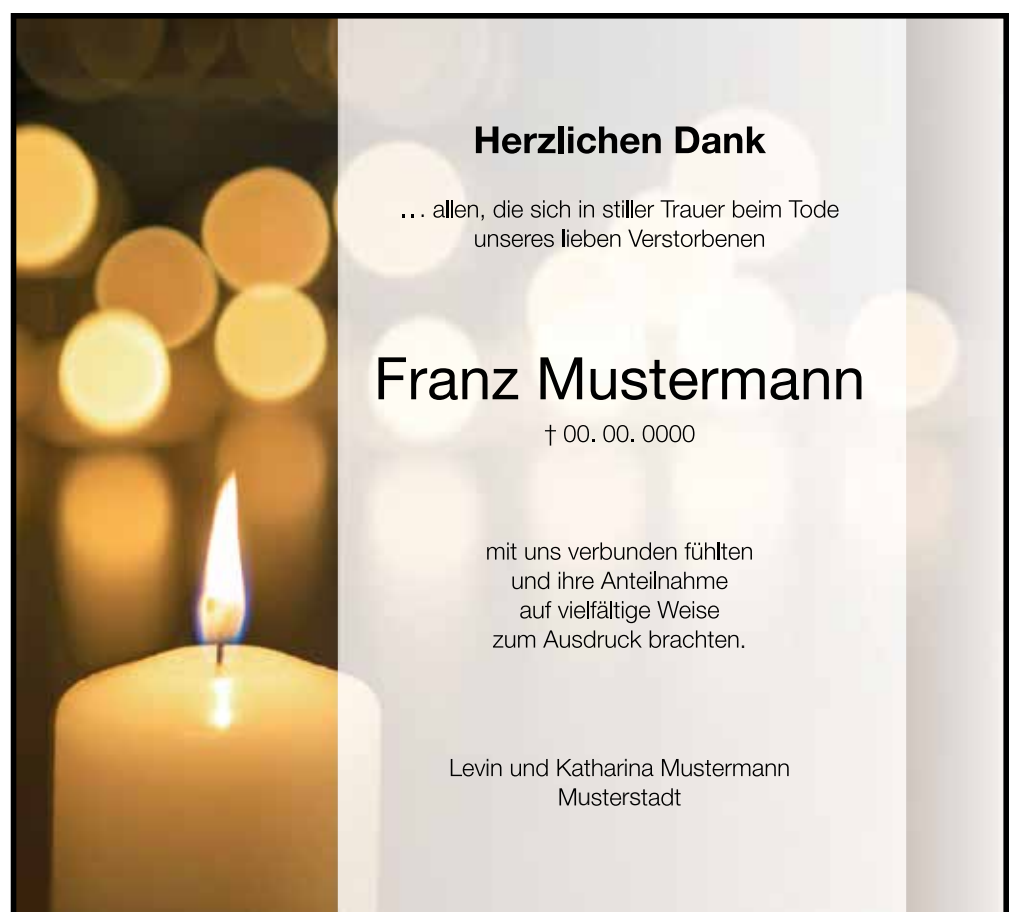 Herzlichen Dank
... allen, die sich in stiller Trauer beim Tode
unseres lieben Verstorbenen
Franz Mustermann
† 00. 00. 0000
mit uns verbunden fühlten
und ihre Anteilnahme
auf vielfältige Weise
zum Ausdruck brachten.
Levin und Katharina Mustermann
Musterstadt